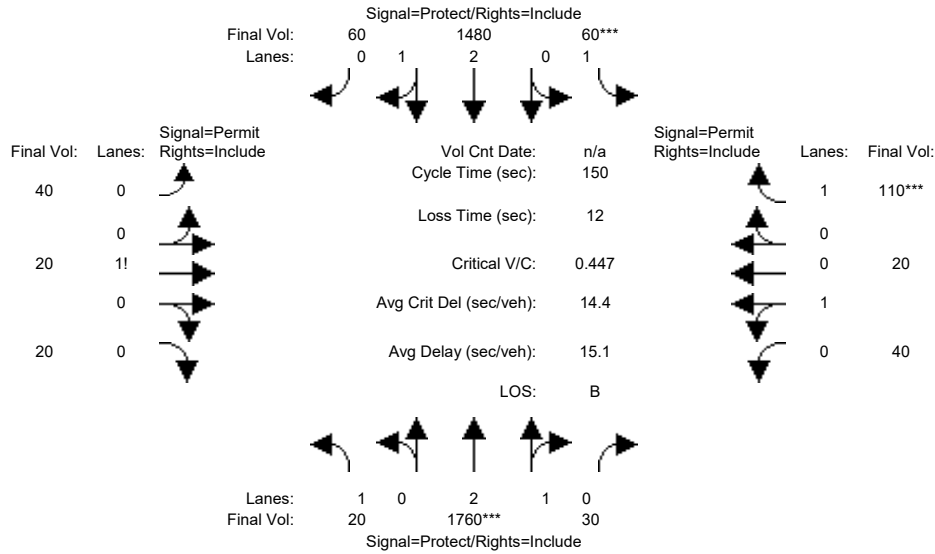 Signal=Protect/Rights=Include
Final Vol: 60 1480 60***
Lanes: 0 1 2 0 1
Signal=Permit
Final Vol: Lanes: Rights=Include
Vol Cnt Date: n/a
Signal=Permit
Rights=Include Lanes: Final Vol:
Cycle Time (sec): 150
40 0
1 110***
Loss Time (sec): 12
0
0
20 1!
Critical V/C: 0.447
0 20
0
Avg Crit Del (sec/veh): 14.4
1
20 0
Avg Delay (sec/veh): 15.1
0 40
LOS: B
Lanes: 1 0 2 1 0
Final Vol: 20 1760*** 30
Signal=Protect/Rights=Include